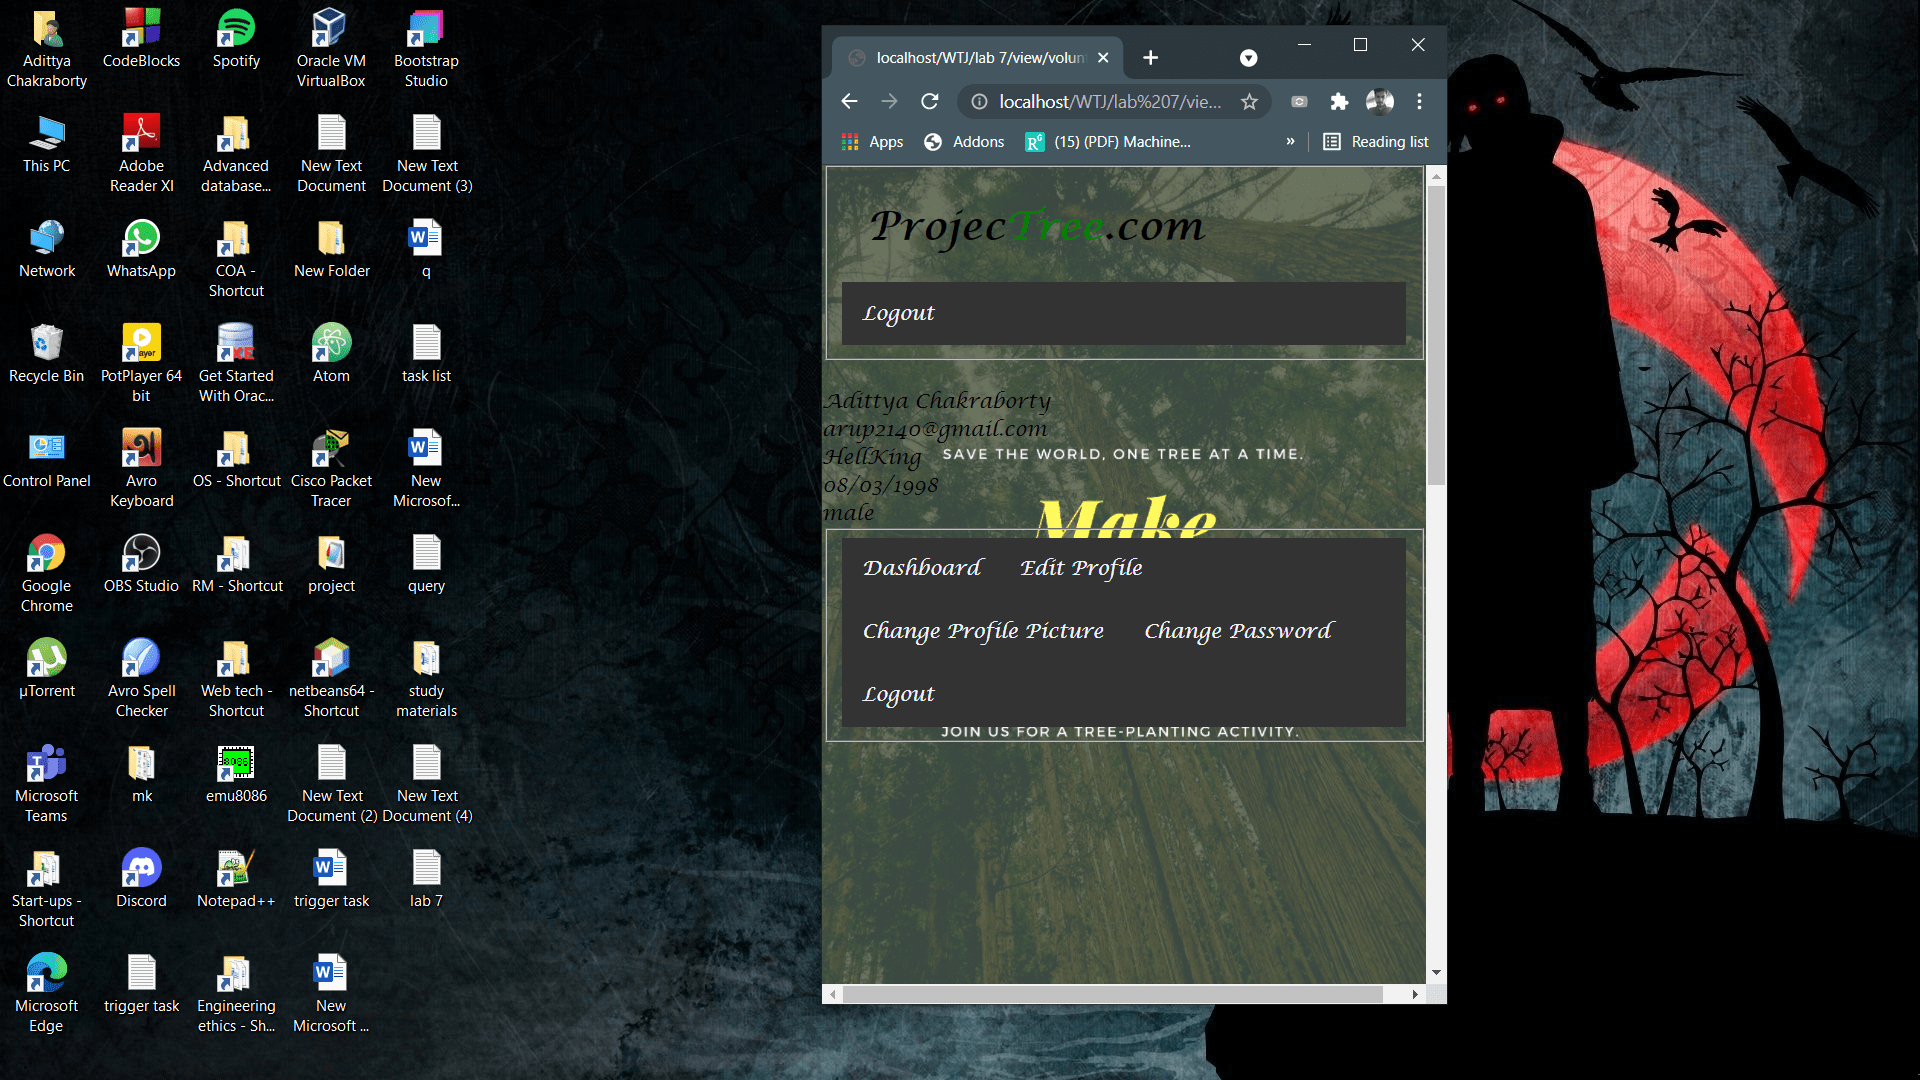 Adittya
Chakraborty
CodeBlocks
Spotify
Oracle VM
VirtualBox
Bootstrap
Studio
This PC
Adobe
Reader XI
Advanced
database...
New Text
Document
New Text
Document (3)
Network
WhatsApp
COA -
Shortcut
New Folder
q
Recycle Bin
PotPlayer 64
bit
Get Started
With Orac...
Atom
task list
Control Panel
Avro
Keyboard
OS - Shortcut
Cisco Packet
Tracer
New
Microsof...
Google
Chrome
OBS Studio
RM - Shortcut
project
query
µTorrent
Avro Spell
Checker
Web tech -
Shortcut
netbeans64 -
Shortcut
study
materials
Microsoft
Teams
mk
8086
emu8086
New Text
Document (2)
New Text
Document (4)
Start-ups -
Shortcut
Discord
Notepad++
trigger task
lab 7
Microsoft
Edge
trigger task
Engineering
ethics - Sh...
New
Microsoft ...
localhost/WTJ/lab 7/view/volun
localhost/WTJ/lab%207/vie...
Apps
Addons
(15) (PDF) Machine...
»
Reading list
ProjecTree.com
Logout
Adittya Chakraborty
arup2140@gmail.com
HellKing
SAVE THE WORLD, ONE TREE AT A TIME.
08/03/1998
male
Make
Dashboard Edit Profile
Change Profile Picture Change Password
Logout
JOIN US FOR A TREE-PLANTING ACTIVITY.